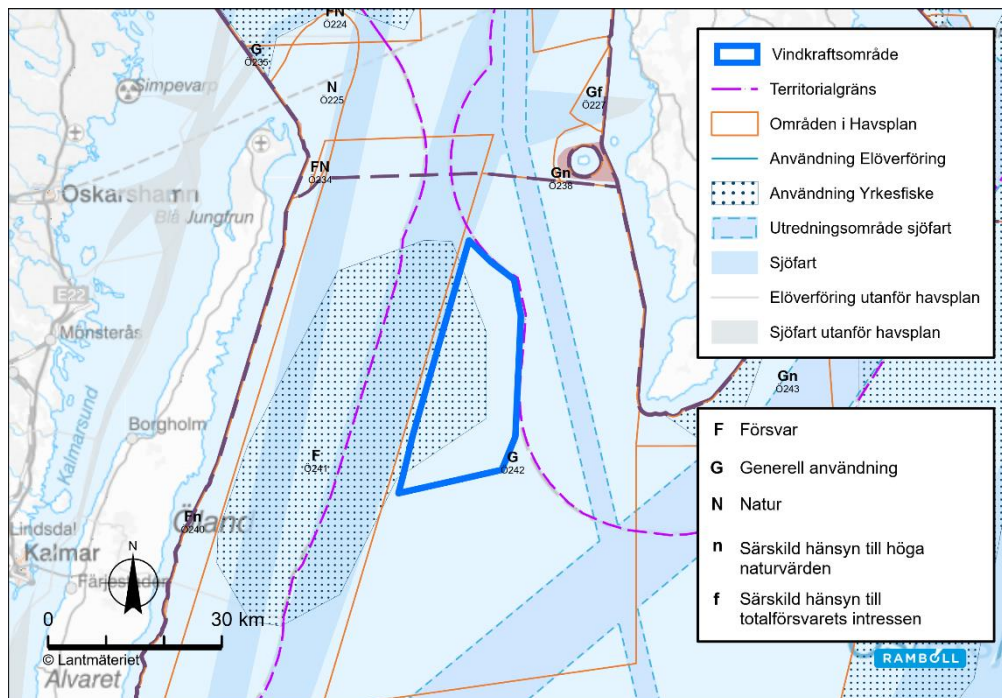 FN
Ö224
G
Ö235
Simpevarp
N
Ö225
Gf
Ö227
FN
Ö234
Gn
Ö238
Oskarshamn
Blå Jungfrun
E22
Mönsterås
Kalmarsund
Borgholm
F
Ö241
G
Ö242
Gn
Ö243
Fn
Ö240
Öland
Lindsdal
Kalmar
Färjestaden
N
0 30 km
© Lantmäteriet
Alvaret
Vindkraftsområde
Territorialgräns
Områden i Havsplan
Användning Elöverföring
Användning Yrkesfiske
Utredningsområde sjöfart
Sjöfart
Elöverföring utanför havsplan
Sjöfart utanför havsplan
F Försvar
G Generell användning
N Natur
n Särskild hänsyn till höga
naturvärden
f Särskild hänsyn till
totalförsvarets intressen
RAMBOLL